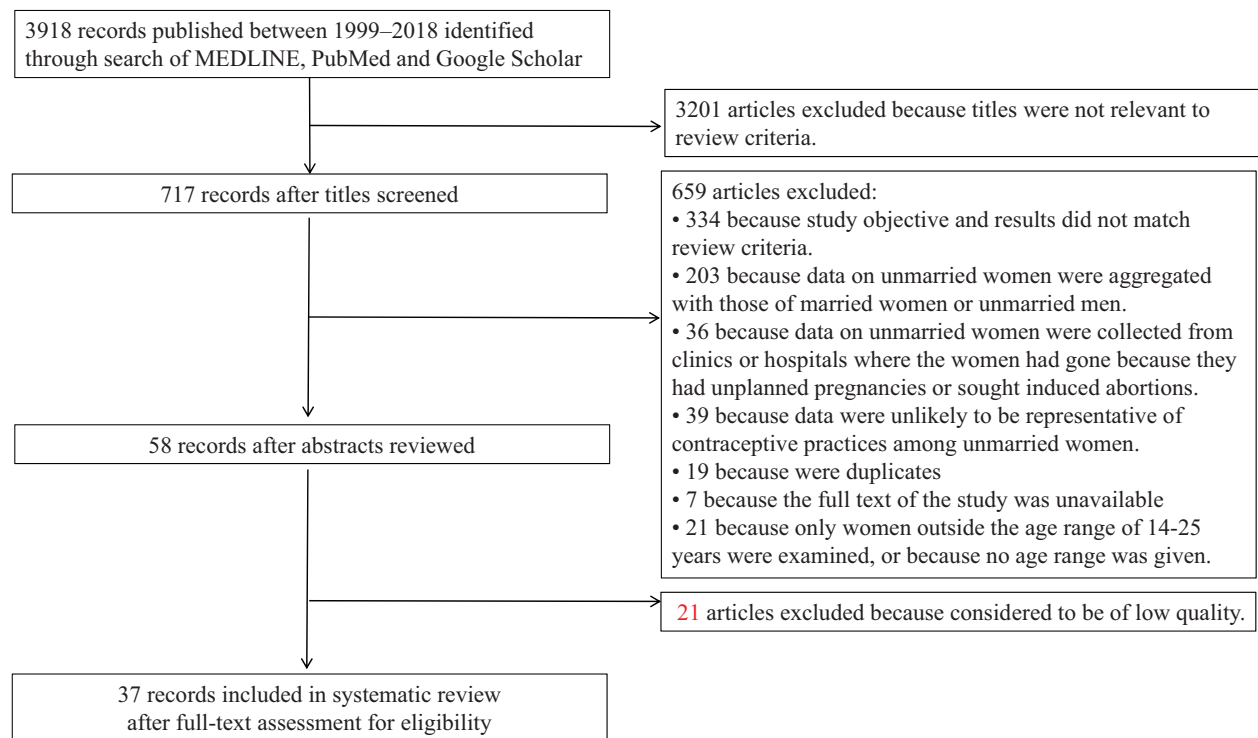 3918 records published between 1999–2018 identified
through search of MEDLINE, PubMed and Google Scholar
3201 articles excluded because titles were not relevant to
review criteria.
717 records after titles screened
659 articles excluded:
• 334 because study objective and results did not match
review criteria.
• 203 because data on unmarried women were aggregated
with those of married women or unmarried men.
• 36 because data on unmarried women were collected from
clinics or hospitals where the women had gone because they
had unplanned pregnancies or sought induced abortions.
• 39 because data were unlikely to be representative of
contraceptive practices among unmarried women.
• 19 because were duplicates
• 7 because the full text of the study was unavailable
• 21 because only women outside the age range of 14-25
years were examined, or because no age range was given.
58 records after abstracts reviewed
21 articles excluded because considered to be of low quality.
37 records included in systematic review
after full-text assessment for eligibility